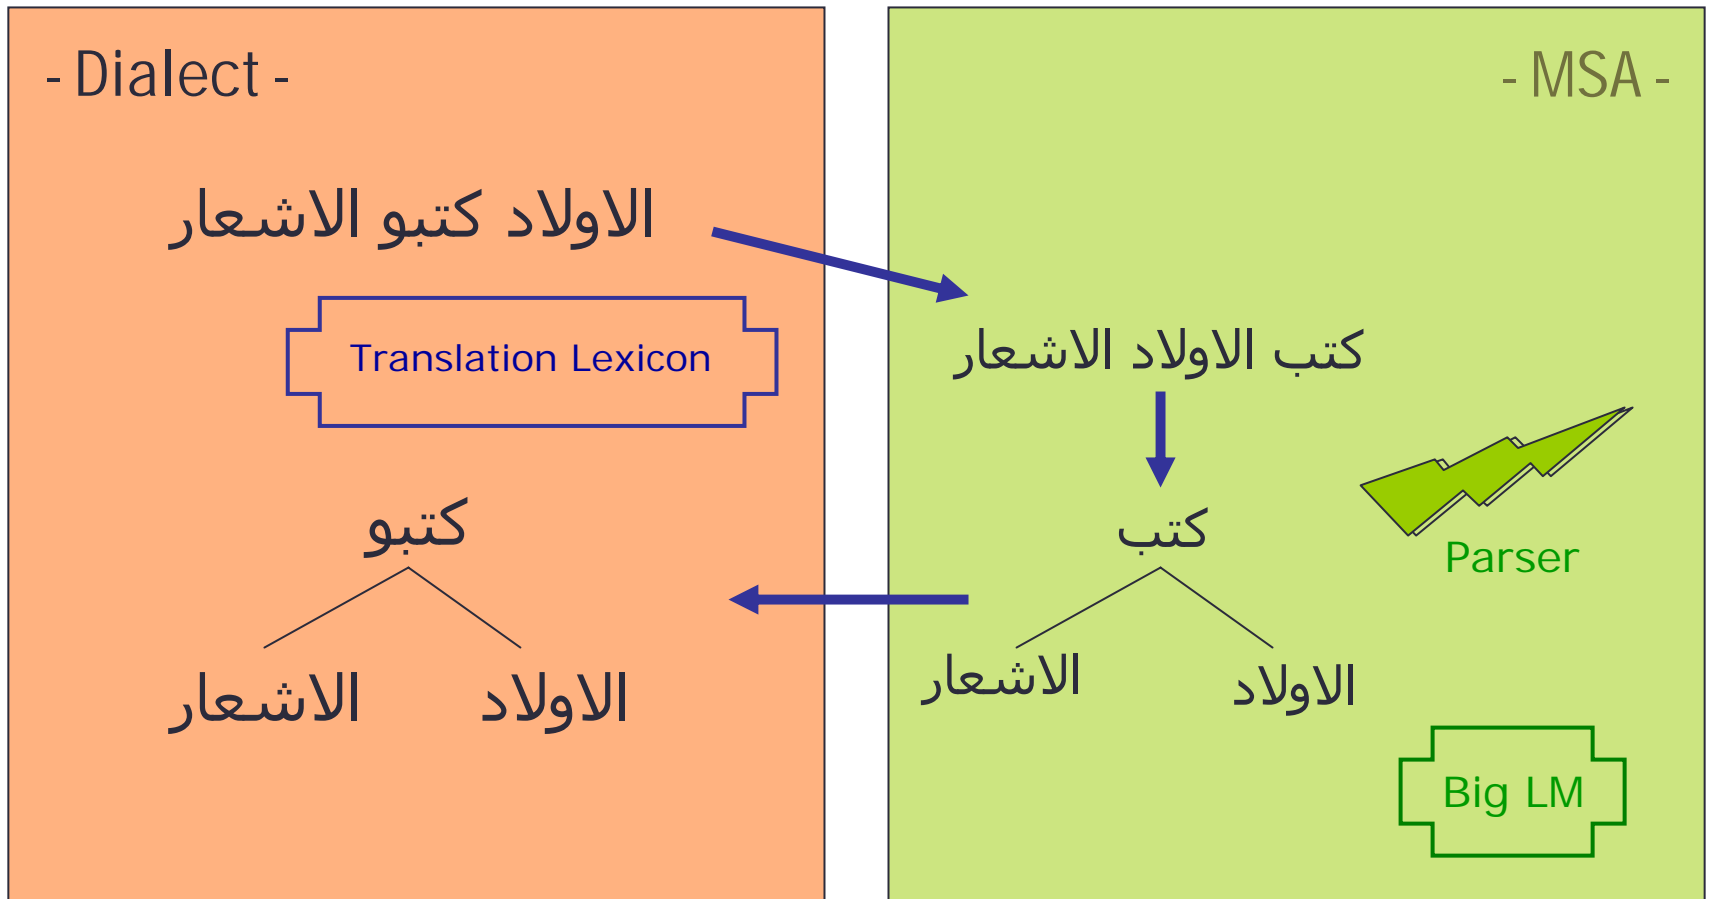 - Dialect -
الاولاد كتبو الاشعار
Translation Lexicon
كتبو
الاولاد الاشعار
- MSA -
كتب الاولاد الاشعار
كتب
Parser
الاولاد الاشعار
Big LM